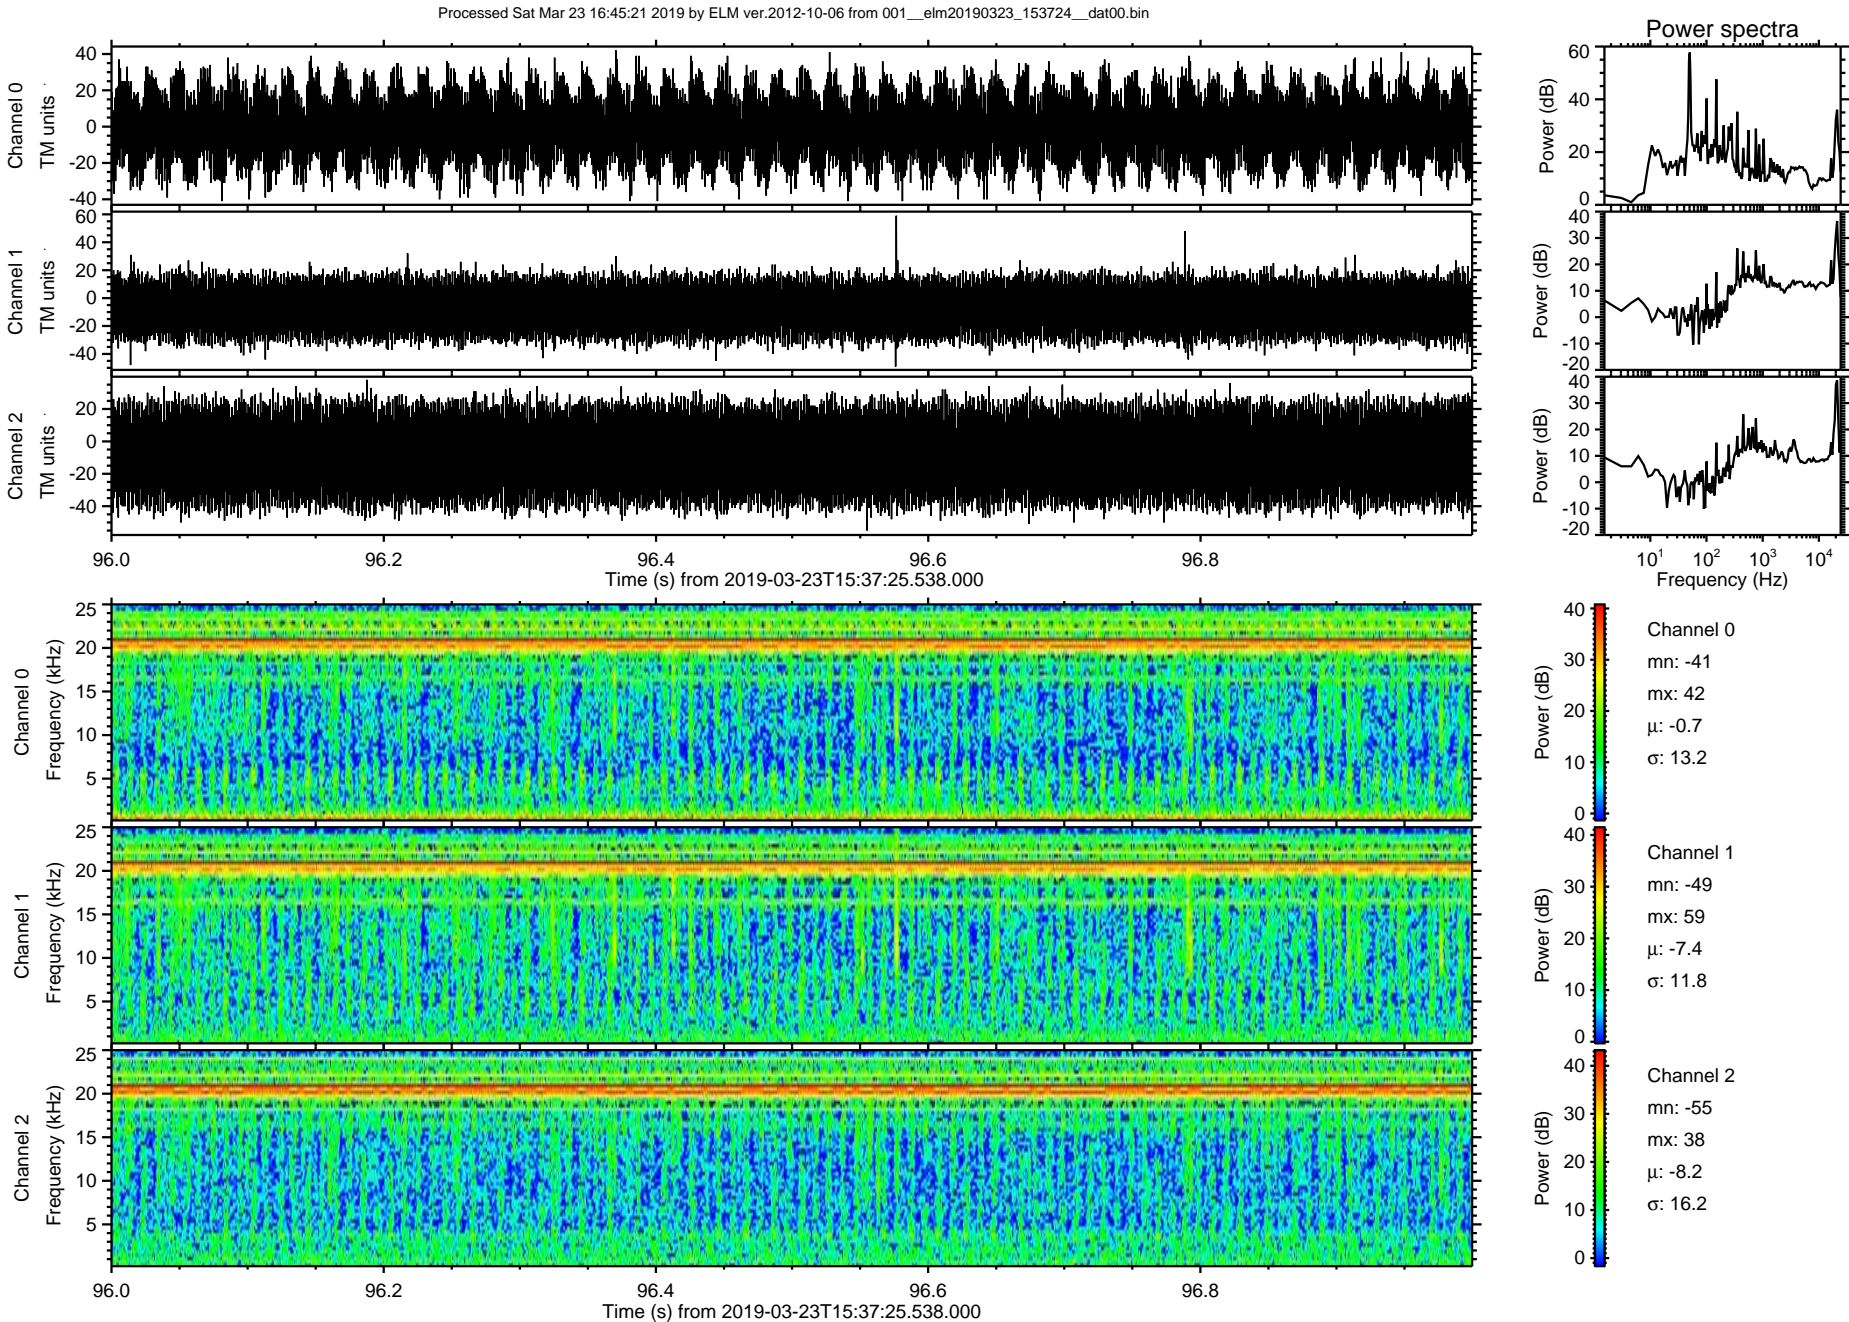 Processed Sat Mar 23 16:45:21 2019 by ELM ver.2012-10-06 from 001__elm20190323_153724__dat00.bin
Power spectra
Channel 0
TM units
40
20
0
-20
-40
Power (dB)
60
40
20
0
Channel 1
TM units
60
40
20
0
-20
-40
Power (dB)
40
30
20
10
0
-10
-20
Channel 2
TM units
20
0
-20
-40
Power (dB)
40
30
20
10
0
-10
-20
96.0 96.2 96.4 96.6 96.8
Time (s) from 2019-03-23T15:37:25.538.000
10¹ 10² 10³ 10⁴
Frequency (Hz)
Channel 0
Frequency (kHz)
25
20
15
10
5
Power (dB)
40
30
20
10
0
Channel 0
mn: -41
mx: 42
μ: -0.7
σ: 13.2
Channel 1
Frequency (kHz)
25
20
15
10
5
Power (dB)
40
30
20
10
0
Channel 1
mn: -49
mx: 59
μ: -7.4
σ: 11.8
Channel 2
Frequency (kHz)
25
20
15
10
5
Power (dB)
40
30
20
10
0
Channel 2
mn: -55
mx: 38
μ: -8.2
σ: 16.2
96.0 96.2 96.4 96.6 96.8
Time (s) from 2019-03-23T15:37:25.538.000